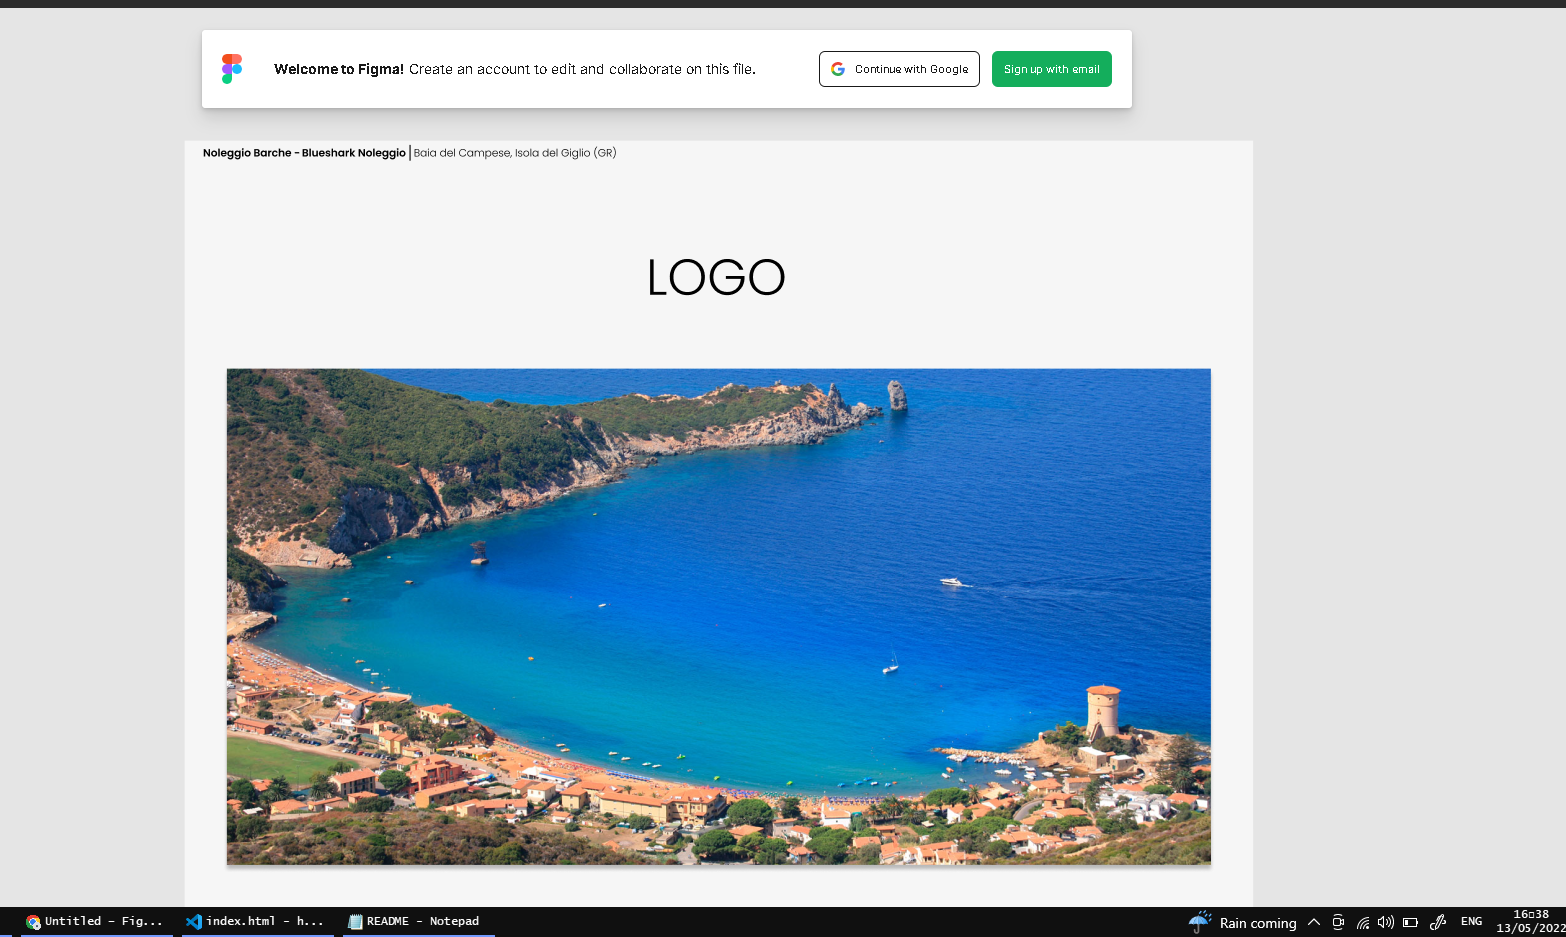 Welcome to Figma! Create an account to edit and collaborate on this file.
Continue with Google
Sign up with email
Noleggio Barche - Blueshark Noleggio | Baia del Campese, Isola del Giglio (GR)
LOGO
Untitled - Fig...
index.html - h...
README - Notepad
Rain coming
ENG
16:38
13/05/2022